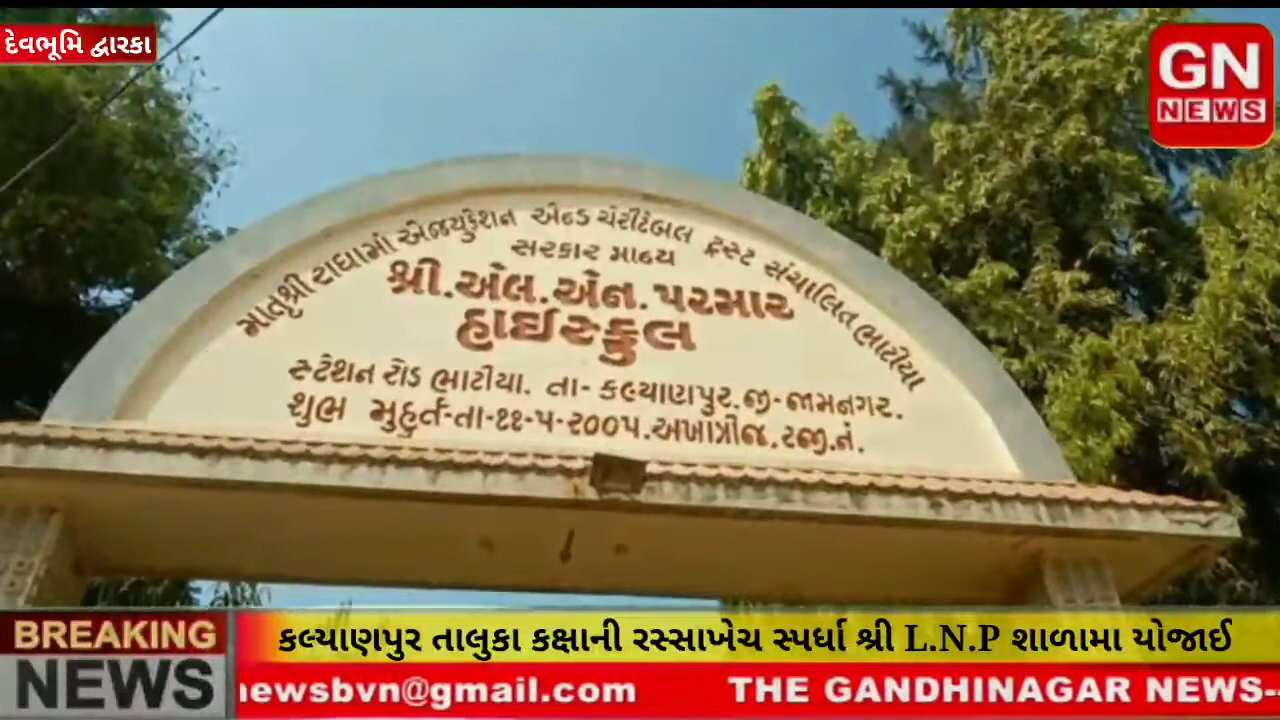 દેવભૂમિ દ્વારકા
GN
NEWS
માતૃશ્રી રાધામાં એજ્યુકેશન એન્ડ ચેરીટેબલ ટ્રસ્ટ સંચાલિત ભાટીયા
સરકાર માન્ય
શ્રી.એલ.એન.પરમાર
હાઈસ્કુલ
સ્ટેશન રોડ ભાટીયા. તા-કલ્યાણપુર.જી-જામનગર.
શુભ મુહુર્ત-તા-૧૧-૫-૨૦૦૫.અખાત્રીજ.રજી.નં.
BREAKING
NEWS
કલ્યાણપુર તાલુકા કક્ષાની રસ્સાખેચ સ્પર્ધા શ્રી L.N.P શાળામા યોજાઈ
newsbvn@gmail.com THE GANDHINAGAR NEWS--